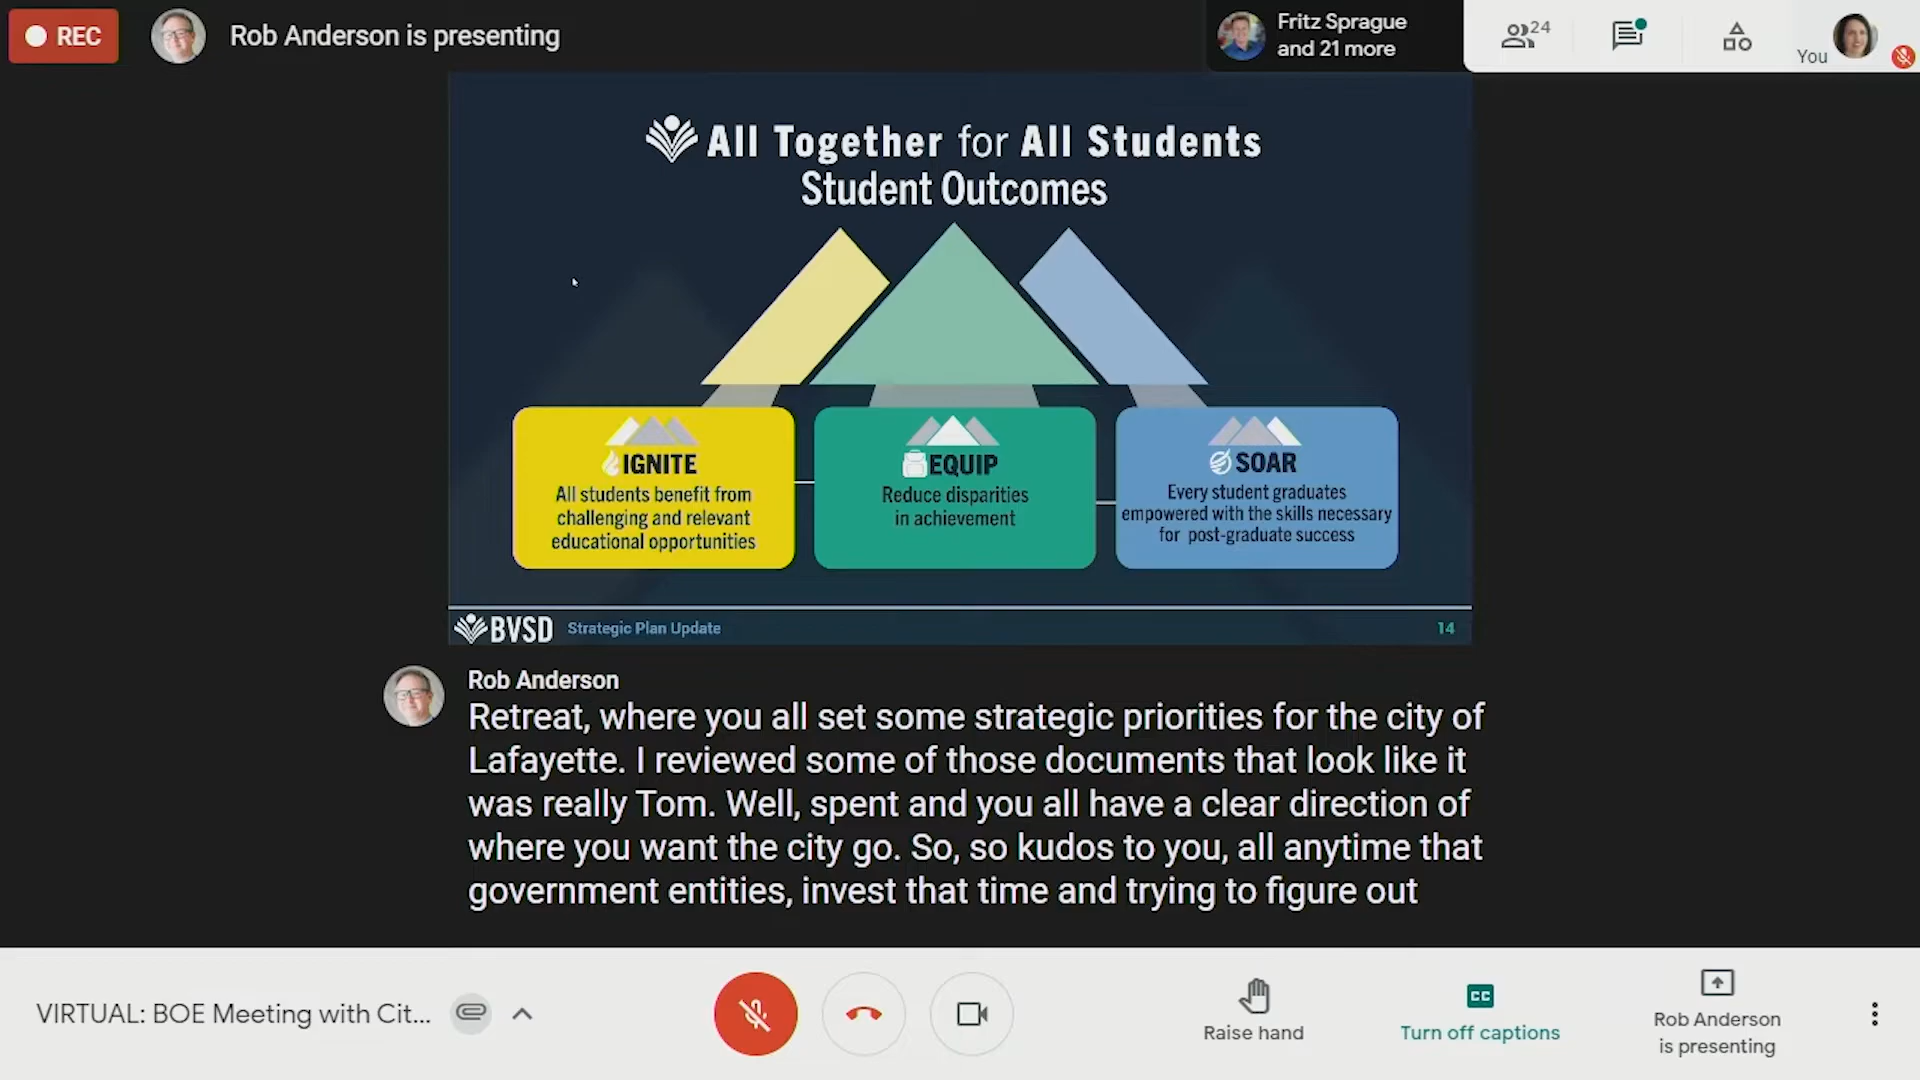 REC
Rob Anderson is presenting
Fritz Sprague
and 21 more
24
You
All Together for All Students
Student Outcomes
IGNITE
All students benefit from
challenging and relevant
educational opportunities
EQUIP
Reduce disparities
in achievement
SOAR
Every student graduates
empowered with the skills necessary
for post-graduate success
BVSD Strategic Plan Update 14
Rob Anderson
Retreat, where you all set some strategic priorities for the city of
Lafayette. I reviewed some of those documents that look like it
was really Tom. Well, spent and you all have a clear direction of
where you want the city go. So, so kudos to you, all anytime that
government entities, invest that time and trying to figure out
VIRTUAL: BOE Meeting with Cit...
Raise hand
CC
Turn off captions
Rob Anderson
is presenting